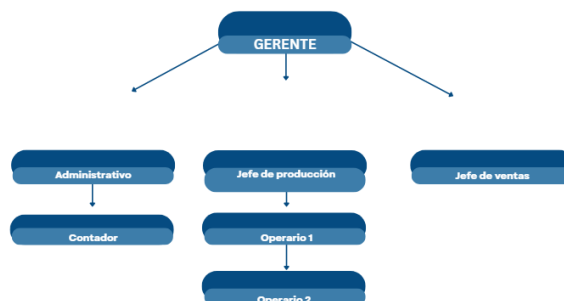 GERENTE
Administrativo
Jefe de producción
Jefe de ventas
Contador
Operario 1
Operario 2